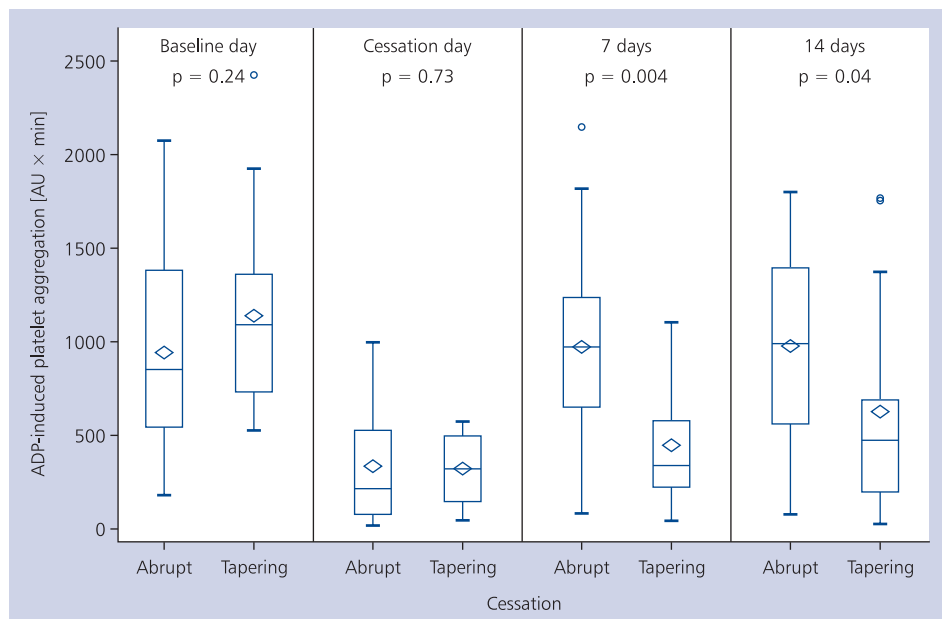 Baseline day
p = 0.24
Cessation day
p = 0.73
7 days
p = 0.004
14 days
p = 0.04
ADP-induced platelet aggregation [AU × min]
2500
2000
1500
1000
500
0
Abrupt Tapering Abrupt Tapering Abrupt Tapering Abrupt Tapering
Cessation